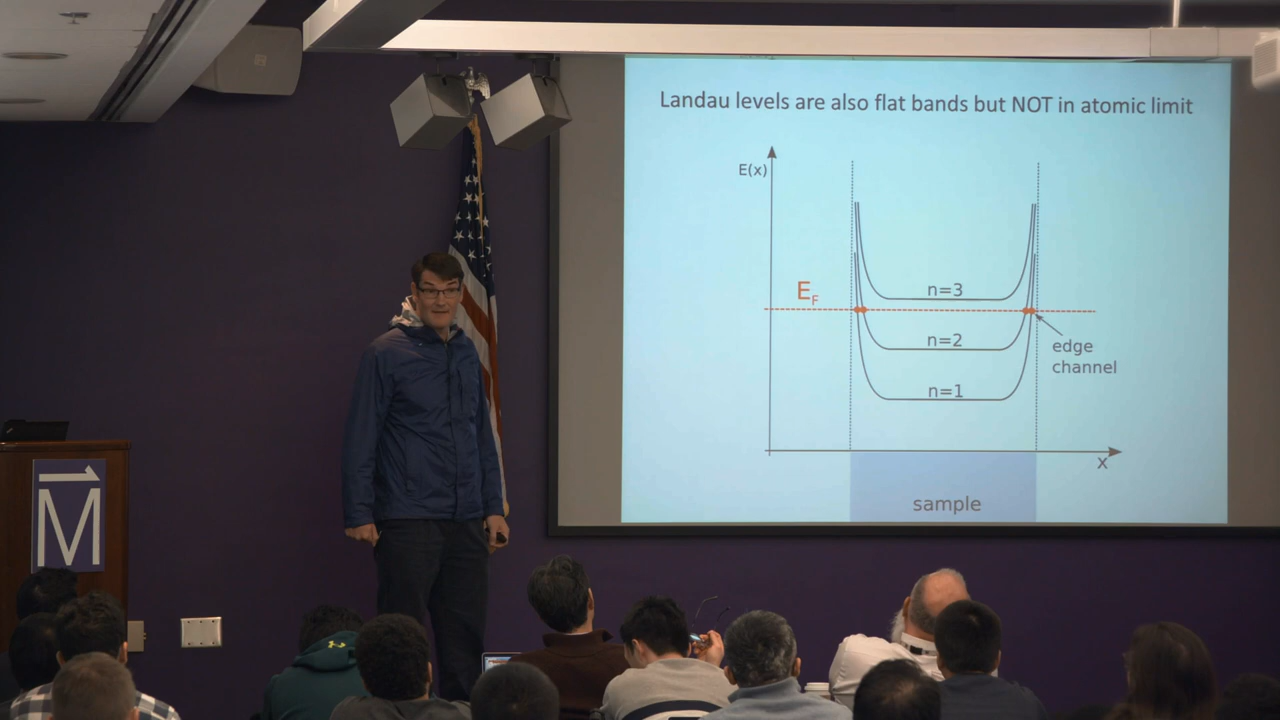 Landau levels are also flat bands but NOT in atomic limit
E(x)
E_F
n=3
n=2
n=1
edge
channel
x
sample
M